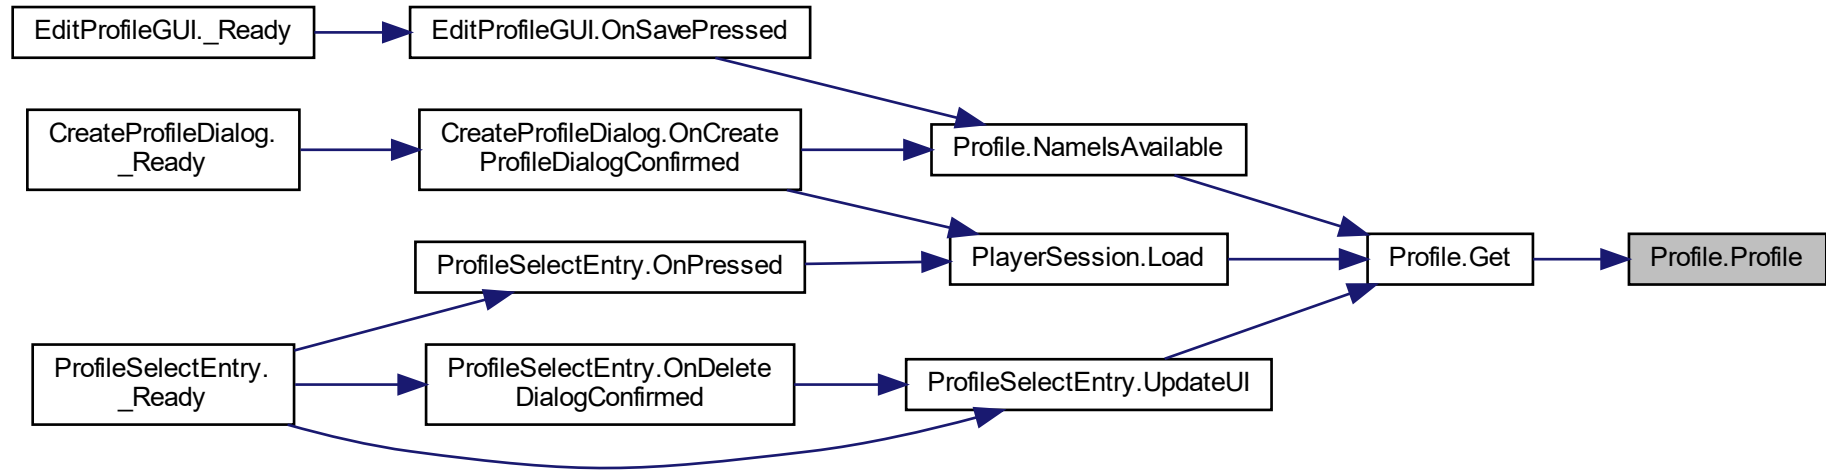 EditProfileGUI._Ready
EditProfileGUI.OnSavePressed
CreateProfileDialog.
_Ready
CreateProfileDialog.OnCreate
ProfileDialogConfirmed
Profile.NameIsAvailable
ProfileSelectEntry.OnPressed
PlayerSession.Load
Profile.Get
Profile.Profile
ProfileSelectEntry.
_Ready
ProfileSelectEntry.OnDelete
DialogConfirmed
ProfileSelectEntry.UpdateUI